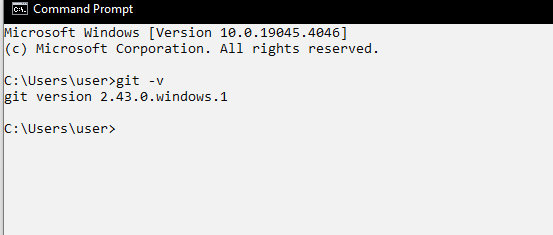 Command Prompt
Microsoft Windows [Version 10.0.19045.4046]
(c) Microsoft Corporation. All rights reserved.
C:\Users\user>git -v
git version 2.43.0.windows.1
C:\Users\user>